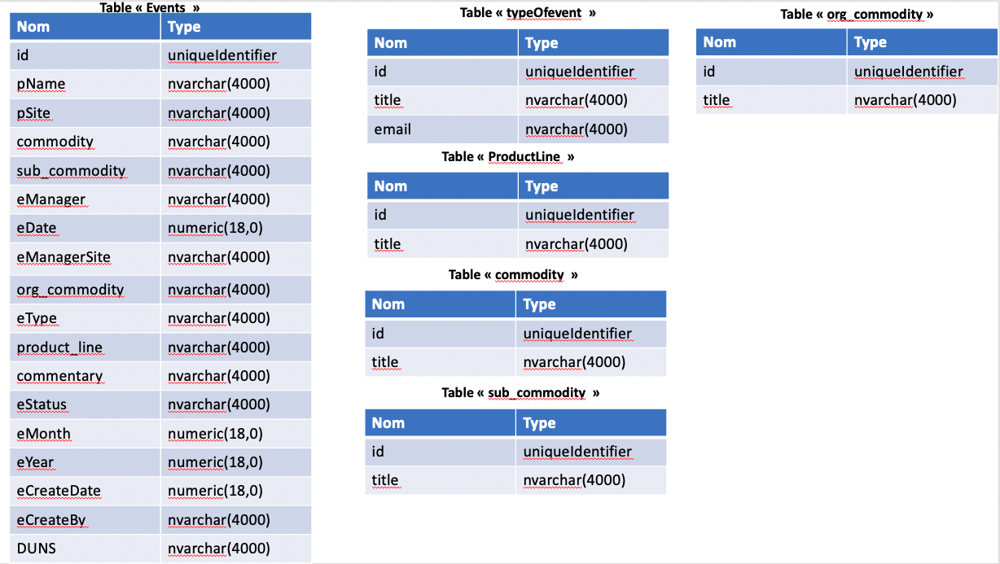 Table « Events »
Nom Type
id uniqueIdentifier
pName nvarchar(4000)
pSite nvarchar(4000)
commodity nvarchar(4000)
sub_commodity nvarchar(4000)
eManager nvarchar(4000)
eDate numeric(18,0)
eManagerSite nvarchar(4000)
org_commodity nvarchar(4000)
eType nvarchar(4000)
product_line nvarchar(4000)
commentary nvarchar(4000)
eStatus nvarchar(4000)
eMonth numeric(18,0)
eYear numeric(18,0)
eCreateDate numeric(18,0)
eCreateBy nvarchar(4000)
DUNS nvarchar(4000)
Table « typeOfevent »
Nom Type
id uniqueIdentifier
title nvarchar(4000)
email nvarchar(4000)
Table « ProductLine »
Nom Type
id uniqueIdentifier
title nvarchar(4000)
Table « commodity »
Nom Type
id uniqueIdentifier
title nvarchar(4000)
Table « sub_commodity »
Nom Type
id uniqueIdentifier
title nvarchar(4000)
Table « org_commodity »
Nom Type
id uniqueIdentifier
title nvarchar(4000)